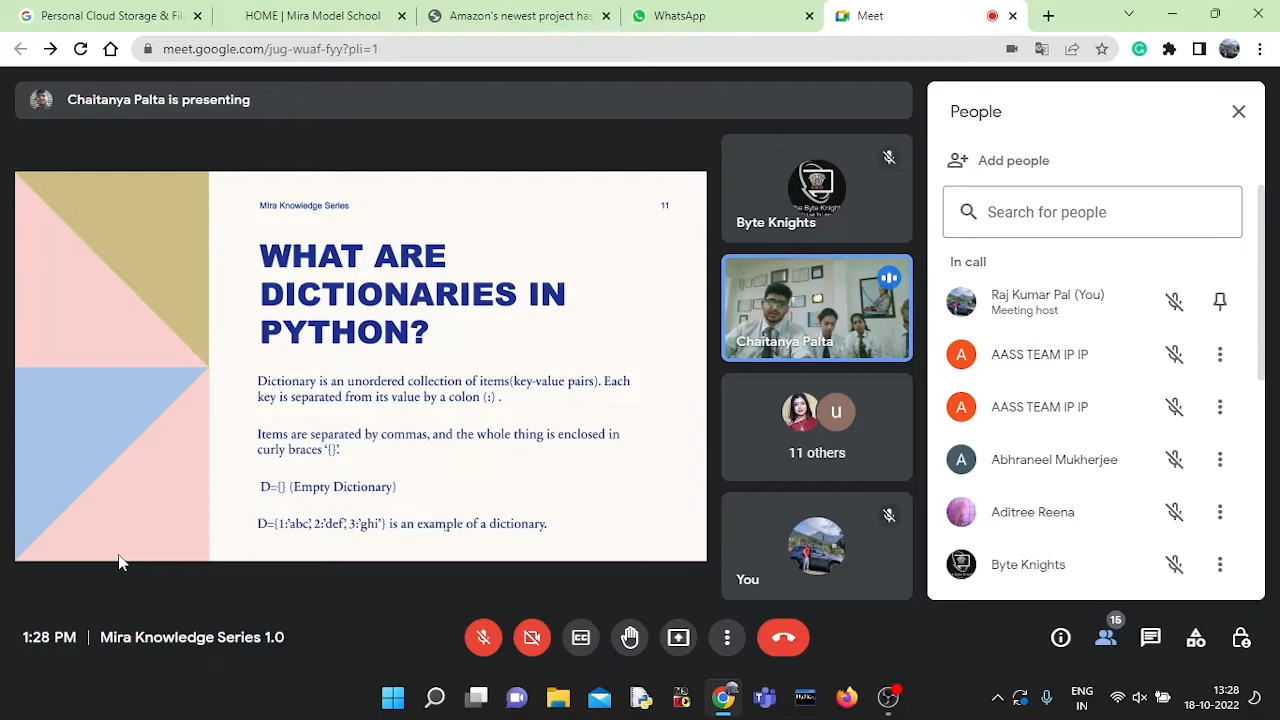 Personal Cloud Storage & Fil
HOME | Mira Model School
Amazon's newest project has
WhatsApp
Meet
meet.google.com/jug-wuaf-fyy?pli=1
Chaitanya Palta is presenting
Mira Knowledge Series
11
WHAT ARE
DICTIONARIES IN
PYTHON?
Dictionary is an unordered collection of items(key-value pairs). Each
key is separated from its value by a colon (:) .
Items are separated by commas, and the whole thing is enclosed in
curly braces ‘{}’.
D={} (Empty Dictionary)
D={1:’abc’, 2:’def’, 3:’ghi’} is an example of a dictionary.
Byte Knights
Chaitanya Palta
u
11 others
You
People
Add people
Search for people
In call
Raj Kumar Pal (You)
Meeting host
A
AASS TEAM IP IP
A
AASS TEAM IP IP
A
Abhraneel Mukherjee
Aditree Reena
Byte Knights
1:28 PM | Mira Knowledge Series 1.0
CC
15
ENG
IN
13:28
18-10-2022